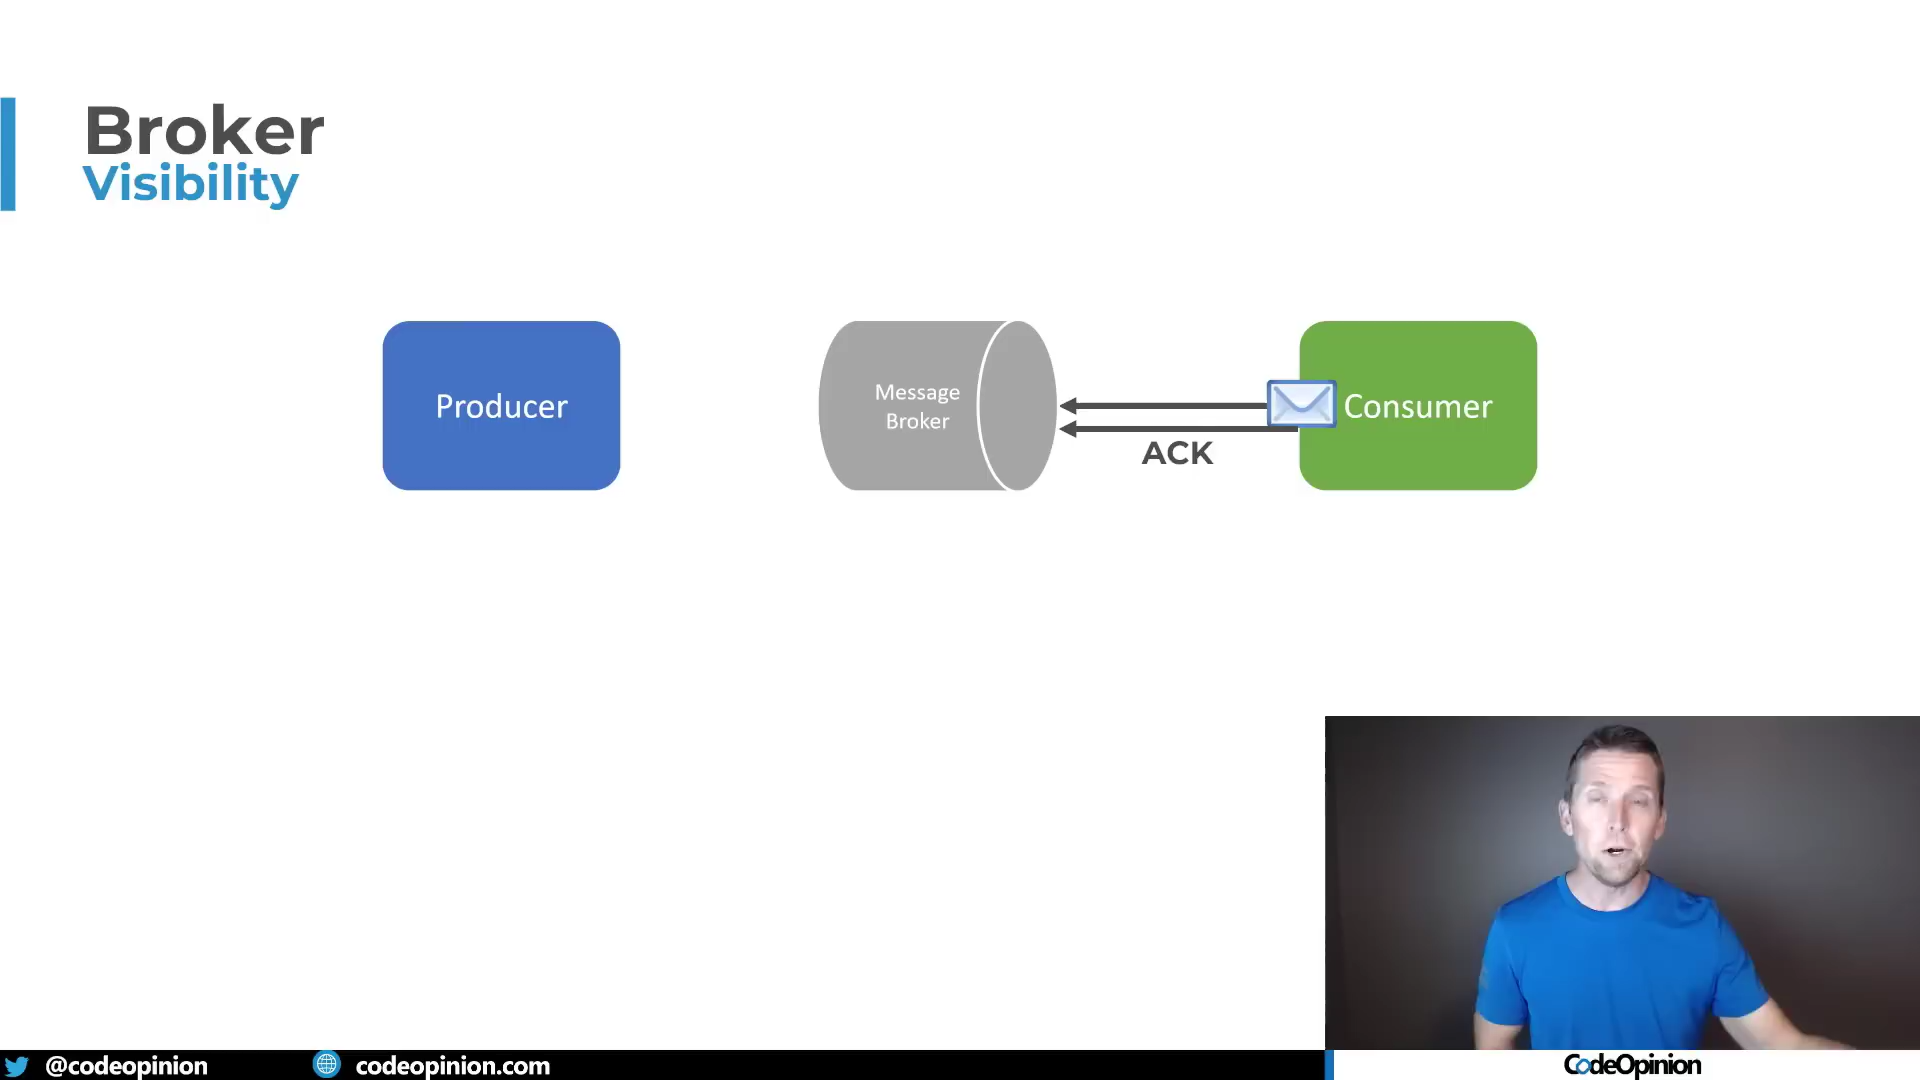 Broker
Visibility
Producer
Message
Broker
Consumer
ACK
@codeopinion
codeopinion.com
CodeOpinion